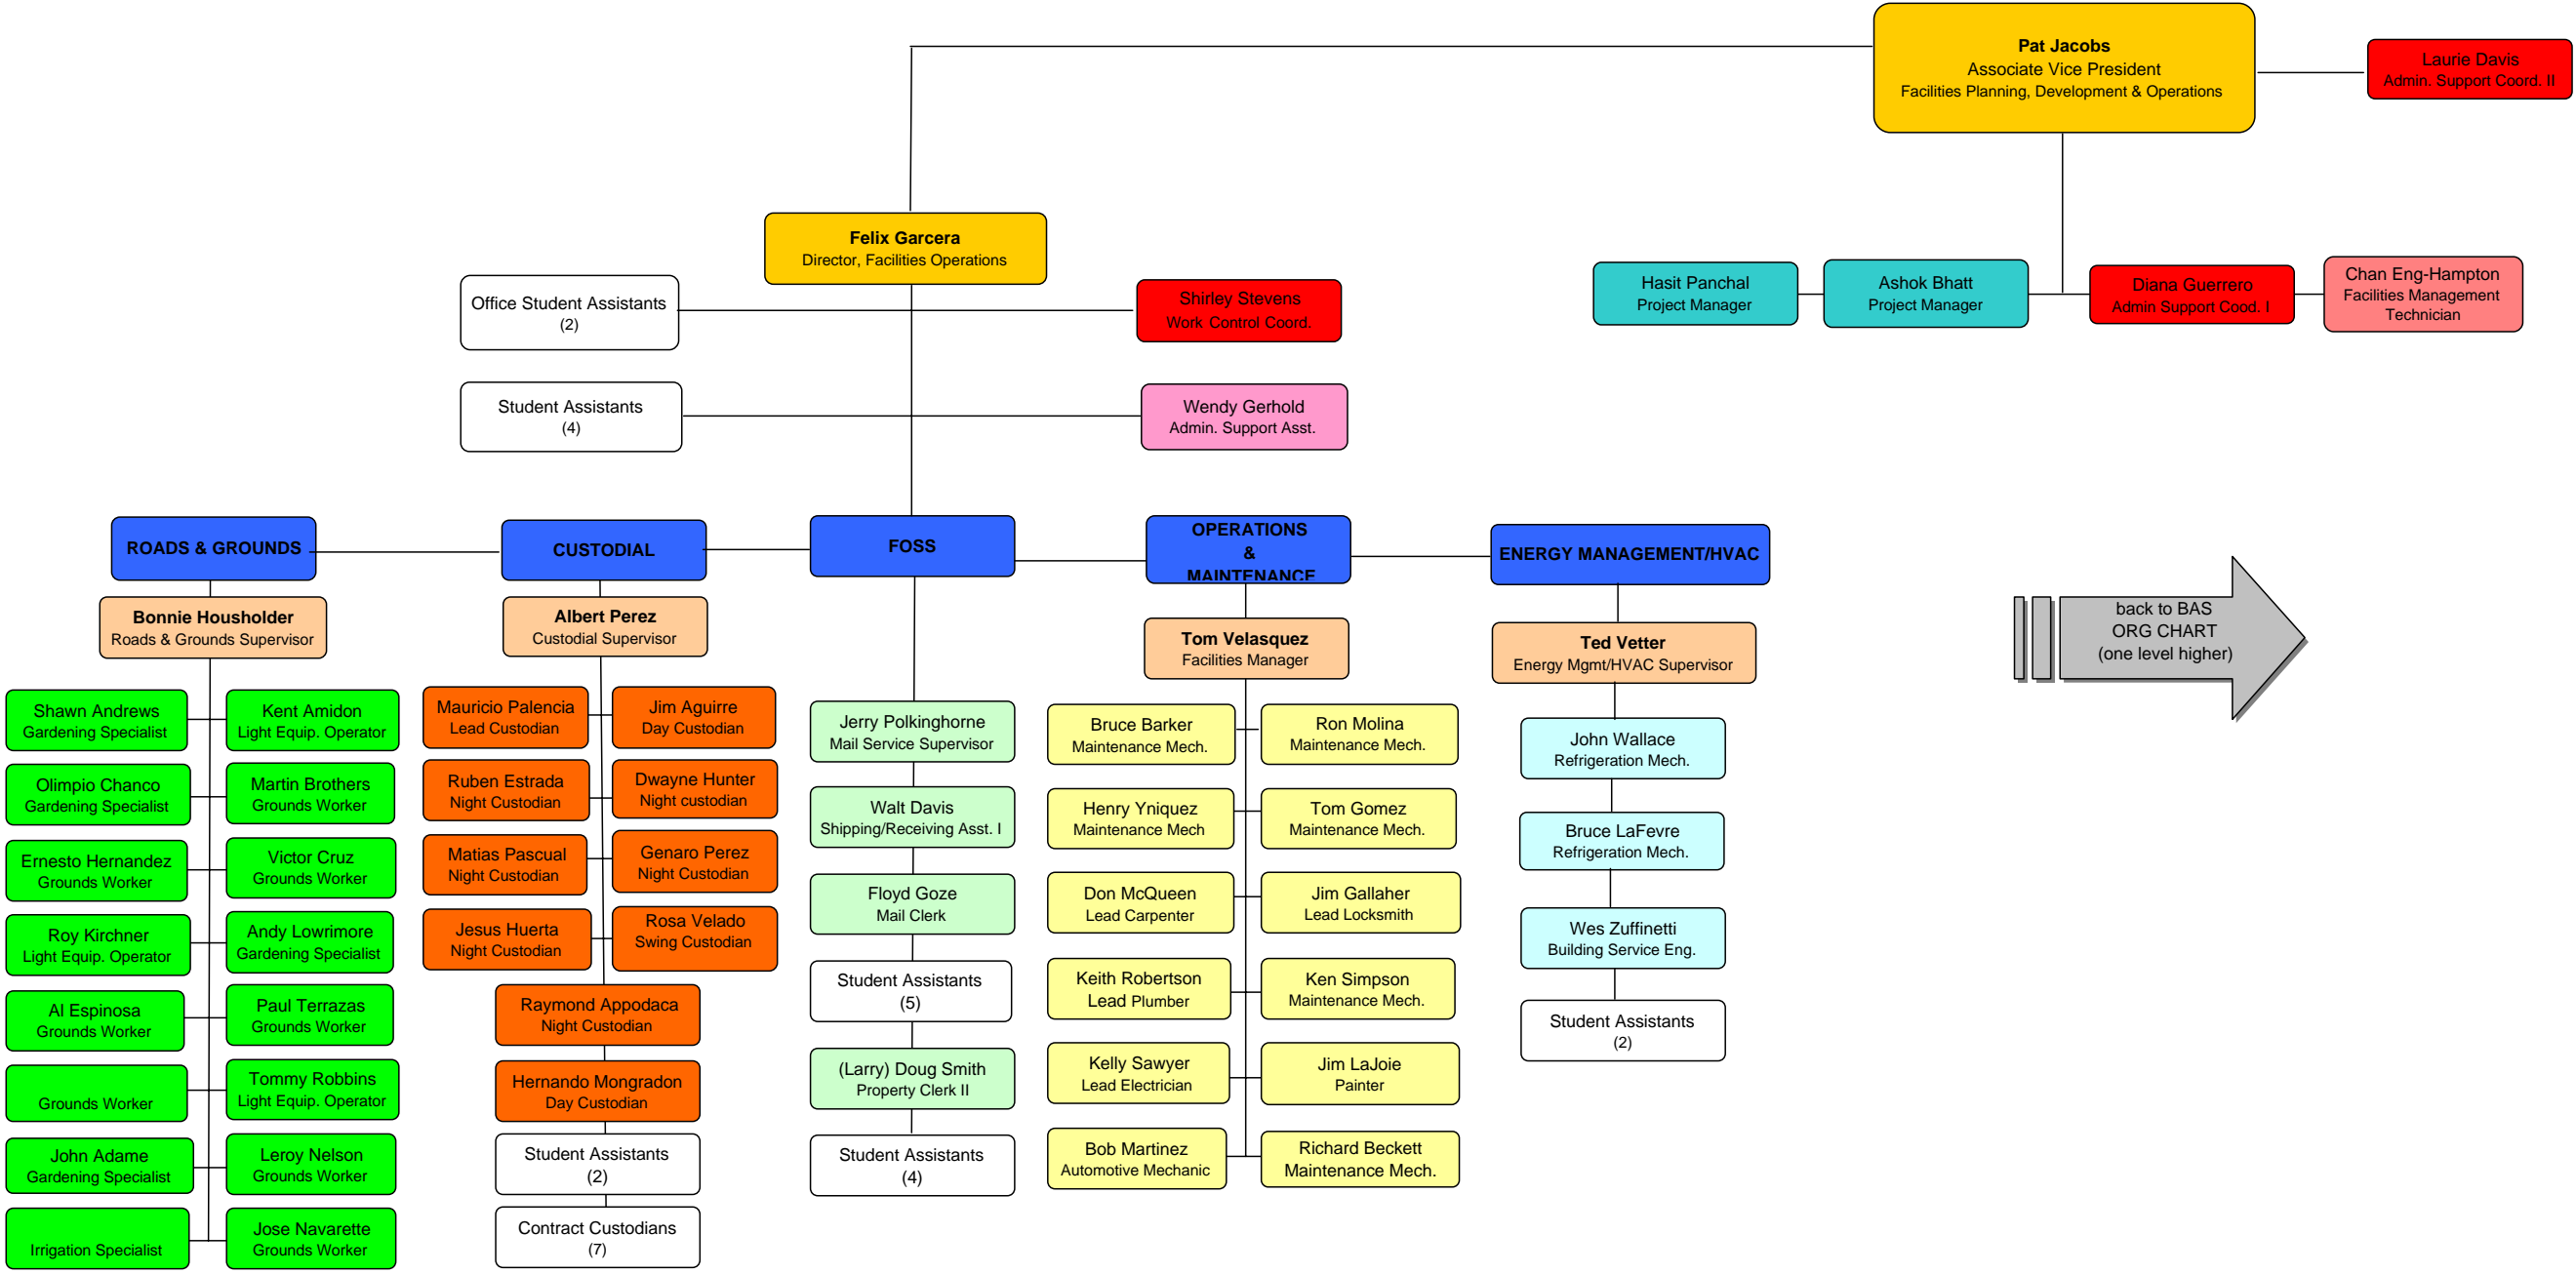 Pat Jacobs
Associate Vice President
Facilities Planning, Development & Operations
Laurie Davis
Admin. Support Coord. II
Felix Garcera
Director, Facilities Operations
Office Student Assistants
(2)
Shirley Stevens
Work Control Coord.
Hasit Panchal
Project Manager
Ashok Bhatt
Project Manager
Diana Guerrero
Admin Support Cood. I
Chan Eng-Hampton
Facilities Management
Technician
Student Assistants
(4)
Wendy Gerhold
Admin. Support Asst.
ROADS & GROUNDS
CUSTODIAL
FOSS
OPERATIONS
&
MAINTENANCE
ENERGY MANAGEMENT/HVAC
Bonnie Housholder
Roads & Grounds Supervisor
Albert Perez
Custodial Supervisor
Tom Velasquez
Facilities Manager
Ted Vetter
Energy Mgmt/HVAC Supervisor
back to BAS
ORG CHART
(one level higher)
Shawn Andrews
Gardening Specialist
Kent Amidon
Light Equip. Operator
Olimpio Chanco
Gardening Specialist
Martin Brothers
Grounds Worker
Ernesto Hernandez
Grounds Worker
Victor Cruz
Grounds Worker
Roy Kirchner
Light Equip. Operator
Andy Lowrimore
Gardening Specialist
Al Espinosa
Grounds Worker
Paul Terrazas
Grounds Worker
Grounds Worker
Tommy Robbins
Light Equip. Operator
John Adame
Gardening Specialist
Leroy Nelson
Grounds Worker
Irrigation Specialist
Jose Navarette
Grounds Worker
Mauricio Palencia
Lead Custodian
Jim Aguirre
Day Custodian
Ruben Estrada
Night Custodian
Dwayne Hunter
Night custodian
Matias Pascual
Night Custodian
Genaro Perez
Night Custodian
Jesus Huerta
Night Custodian
Rosa Velado
Swing Custodian
Raymond Appodaca
Night Custodian
Hernando Mongradon
Day Custodian
Student Assistants
(2)
Contract Custodians
(7)
Jerry Polkinghorne
Mail Service Supervisor
Walt Davis
Shipping/Receiving Asst. I
Floyd Goze
Mail Clerk
Student Assistants
(5)
(Larry) Doug Smith
Property Clerk II
Student Assistants
(4)
Bruce Barker
Maintenance Mech.
Ron Molina
Maintenance Mech.
Henry Yniquez
Maintenance Mech
Tom Gomez
Maintenance Mech.
Don McQueen
Lead Carpenter
Jim Gallaher
Lead Locksmith
Keith Robertson
Lead Plumber
Ken Simpson
Maintenance Mech.
Kelly Sawyer
Lead Electrician
Jim LaJoie
Painter
Bob Martinez
Automotive Mechanic
Richard Beckett
Maintenance Mech.
John Wallace
Refrigeration Mech.
Bruce LaFevre
Refrigeration Mech.
Wes Zuffinetti
Building Service Eng.
Student Assistants
(2)